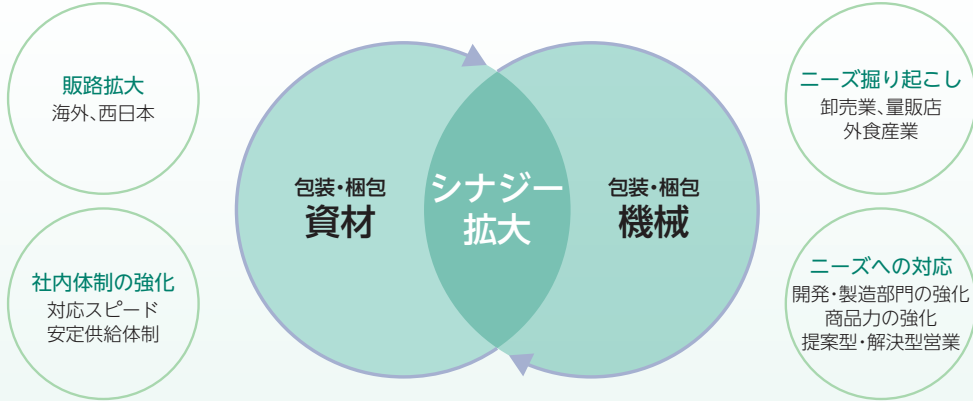 販路拡大
海外、西日本
社内体制の強化
対応スピード
安定供給体制
包装・梱包
資材
シナジー
拡大
包装・梱包
機械
ニーズ掘り起こし
卸売業、量販店
外食産業
ニーズへの対応
開発・製造部門の強化
商品力の強化
提案型・解決型営業